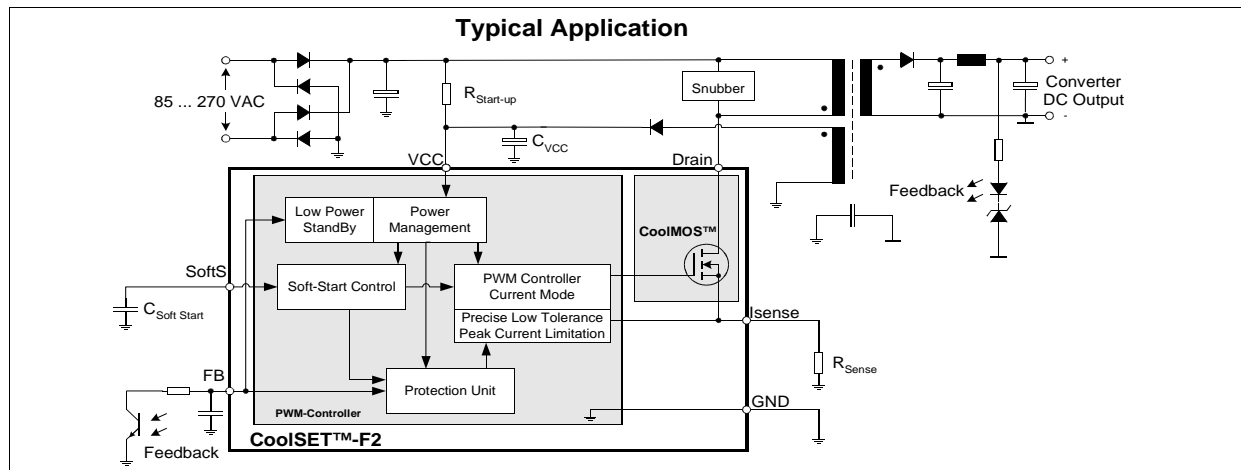 Typical Application
+
85 ... 270 VAC
RStart-up
Snubber
Converter
DC Output
-
CVCC
VCC
Drain
Feedback
Low Power
StandBy
Power
Management
CoolMOS™
SoftS
Soft-Start Control
PWM Controller
Current Mode
CSoft Start
Precise Low Tolerance
Peak Current Limitation
Isense
RSense
FB
Protection Unit
GND
PWM-Controller
CoolSET™-F2
Feedback